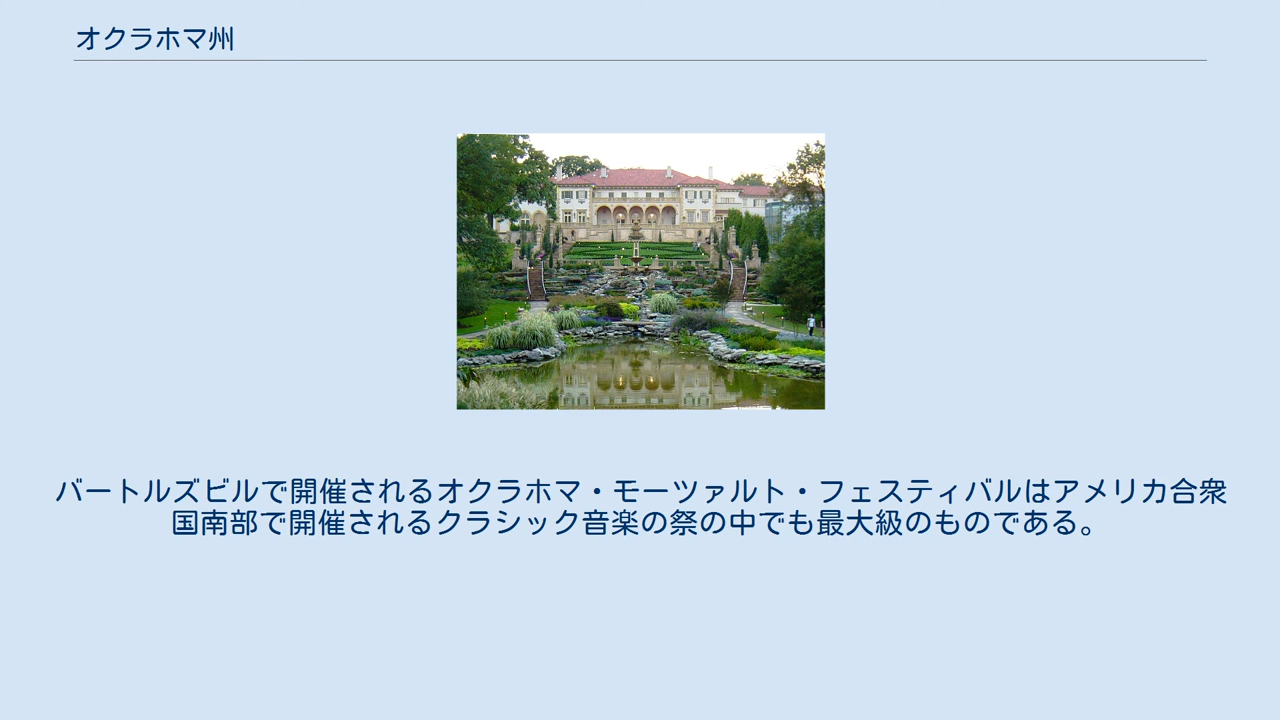 オクラホマ州
バートルズビルで開催されるオクラホマ・モーツァルト・フェスティバルはアメリカ合衆
国南部で開催されるクラシック音楽の祭の中でも最大級のものである。